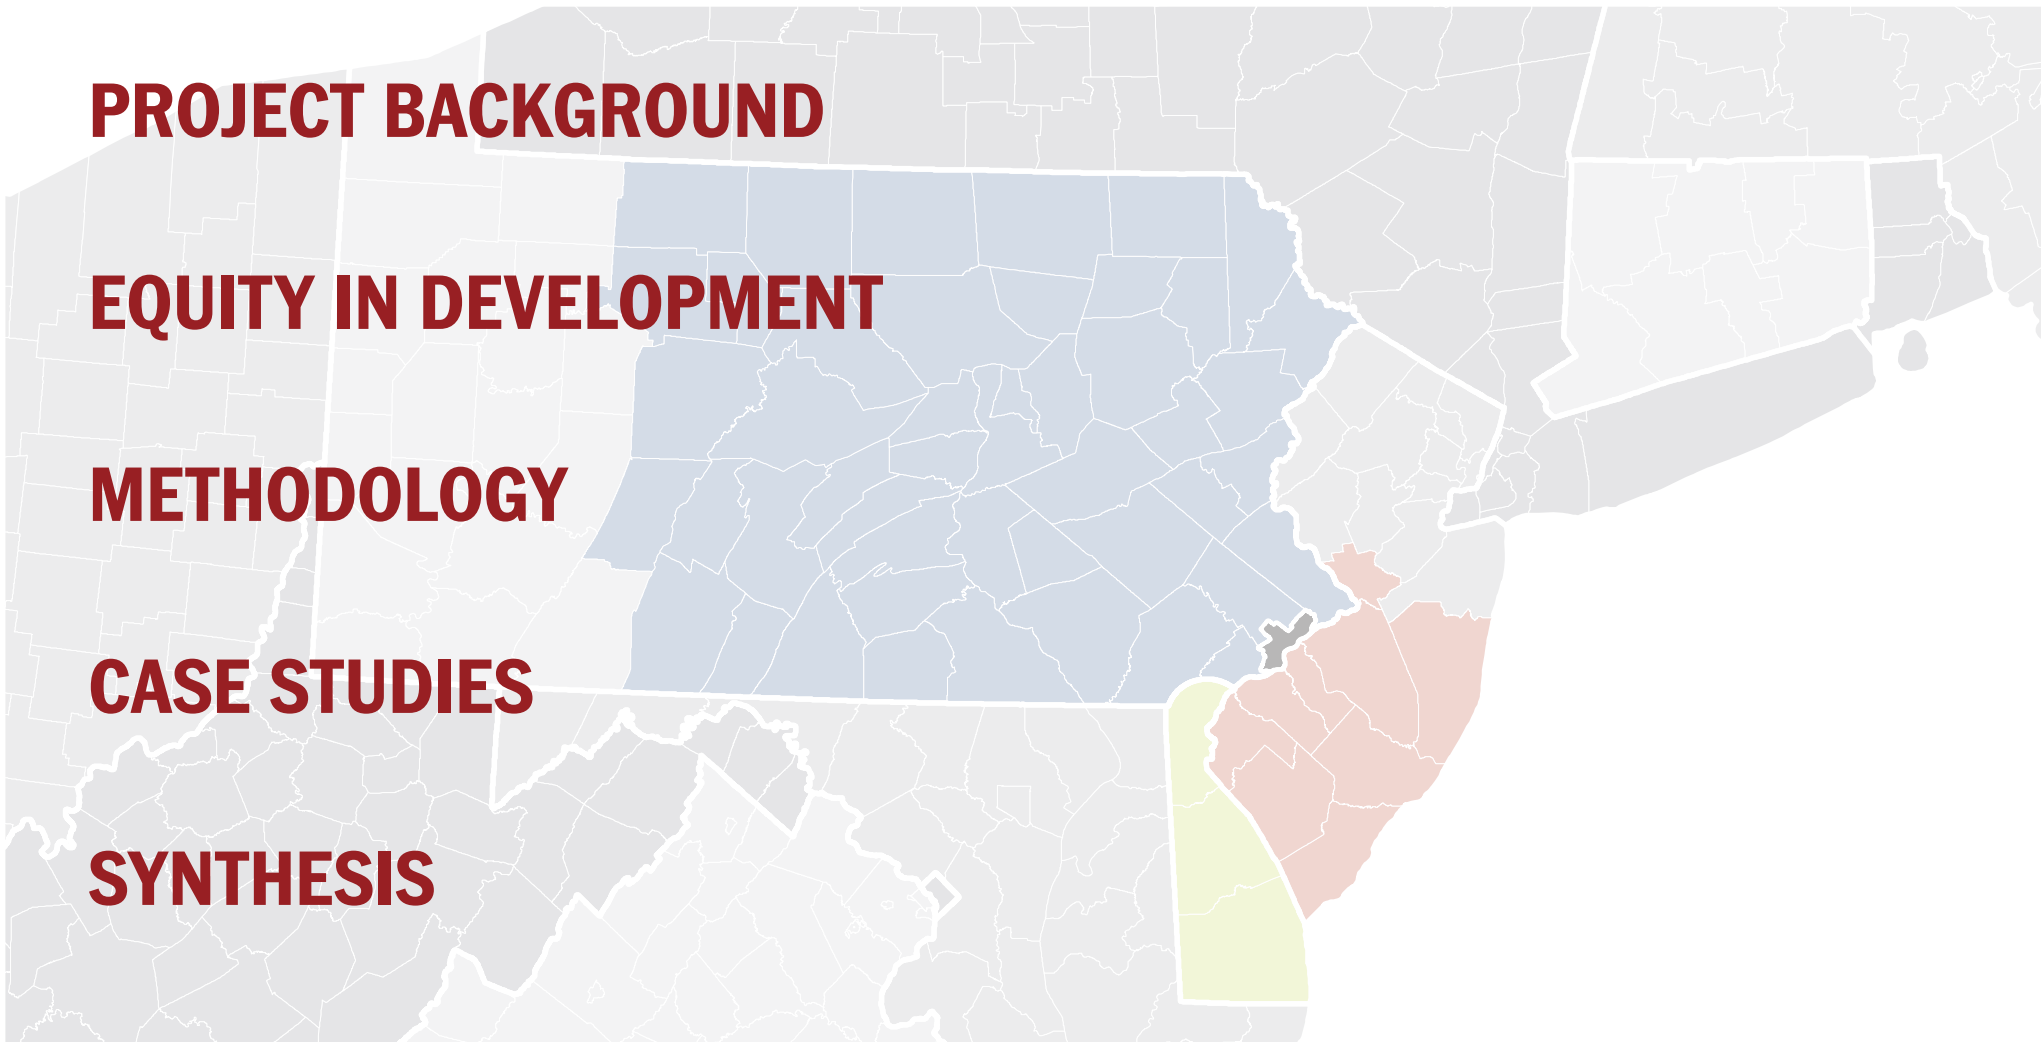 PROJECT BACKGROUND
EQUITY IN DEVELOPMENT
METHODOLOGY
CASE STUDIES
SYNTHESIS